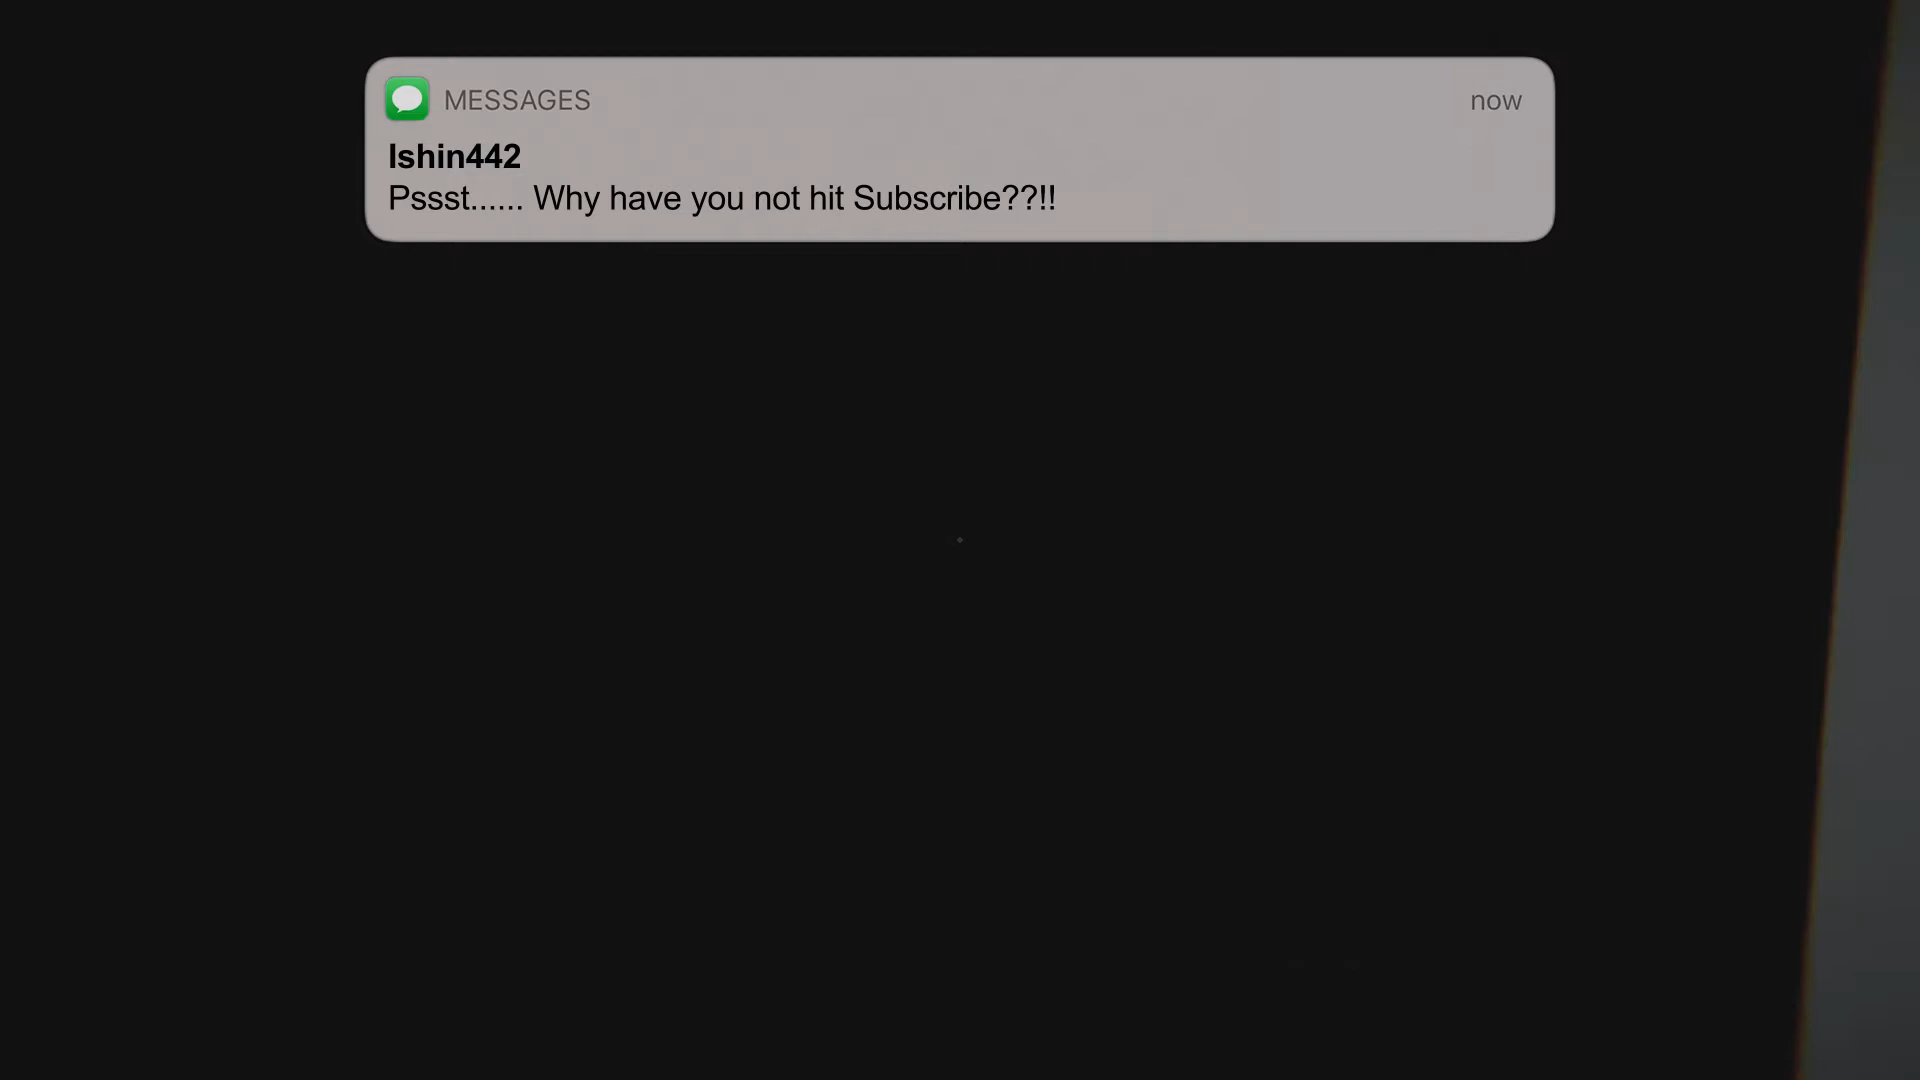 MESSAGES
now
Ishin442
Pssst...... Why have you not hit Subscribe??!!